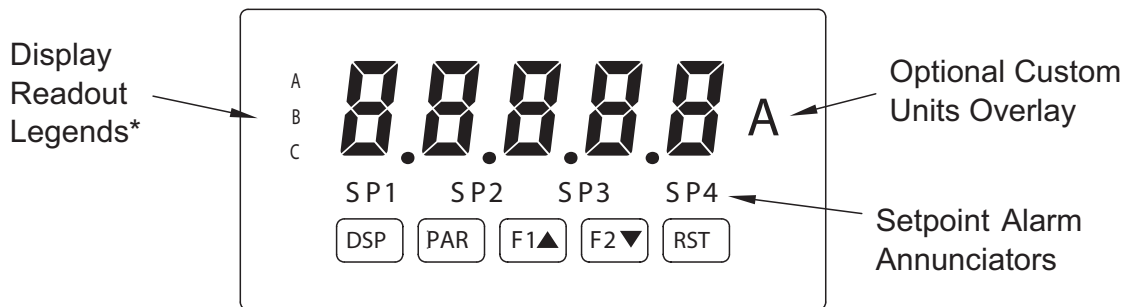 Display
Readout
Legends*
A
B
C
8.8.8.8.8
A
Optional Custom
Units Overlay
SP1 SP2 SP3 SP4
Setpoint Alarm
Annunciators
DSP PAR F1▲ F2▼ RST